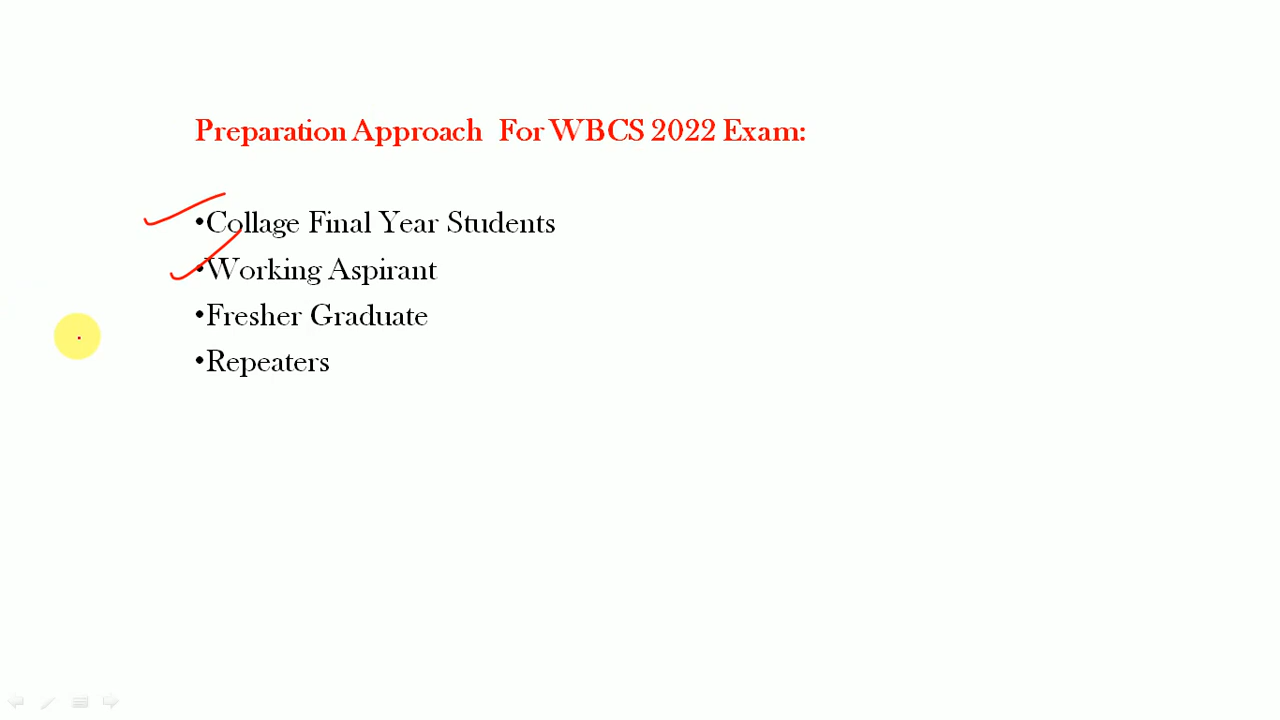 Preparation Approach For WBCS 2022 Exam:
•Collage Final Year Students
•Working Aspirant
•Fresher Graduate
•Repeaters